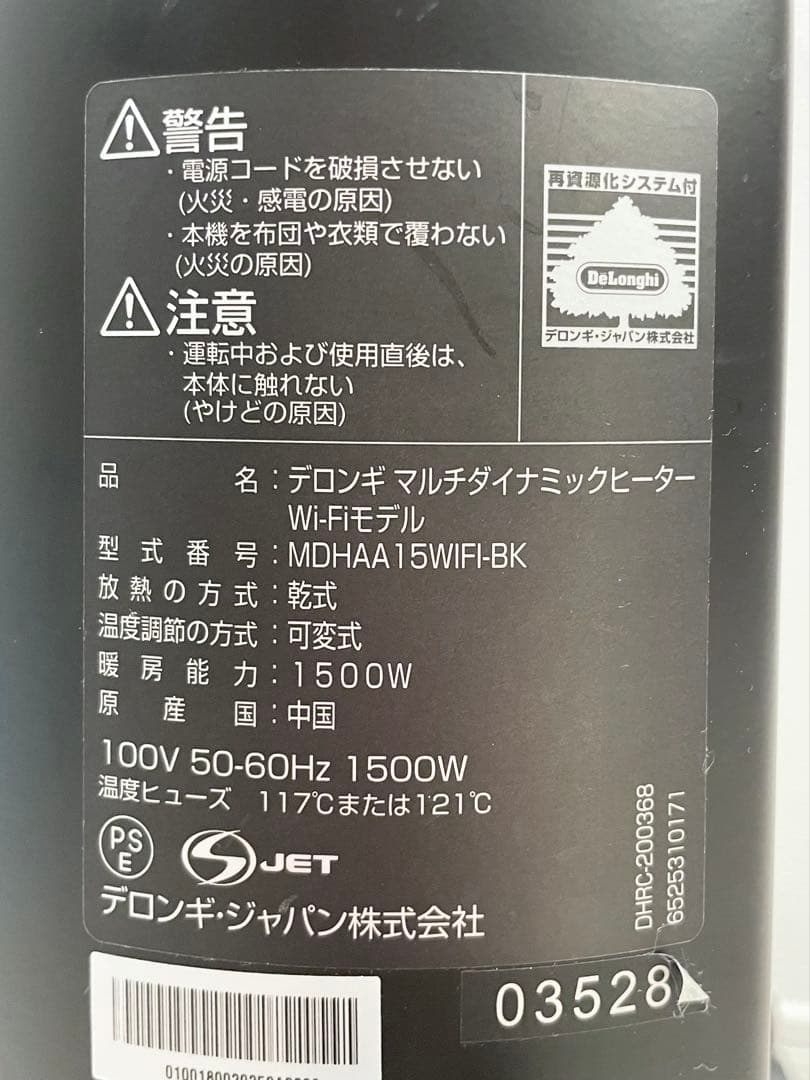 警告
・電源コードを破損させない
(火災・感電の原因)
・本機を布団や衣類で覆わない
(火災の原因)
注意
・運転中および使用直後は、
本体に触れない
(やけどの原因)
再資源化システム付
DeLonghi
デロンギ・ジャパン株式会社
品名：デロンギ マルチダイナミックヒーター
Wi-Fiモデル
型式番号：MDHAA15WIFI-BK
放熱の方式：乾式
温度調節の方式：可変式
暖房能力：1500W
原産国：中国
100V 50-60Hz 1500W
温度ヒューズ 117℃または121℃
PS
E
S JET
デロンギ・ジャパン株式会社
DHRC-200368
6525310171
03528